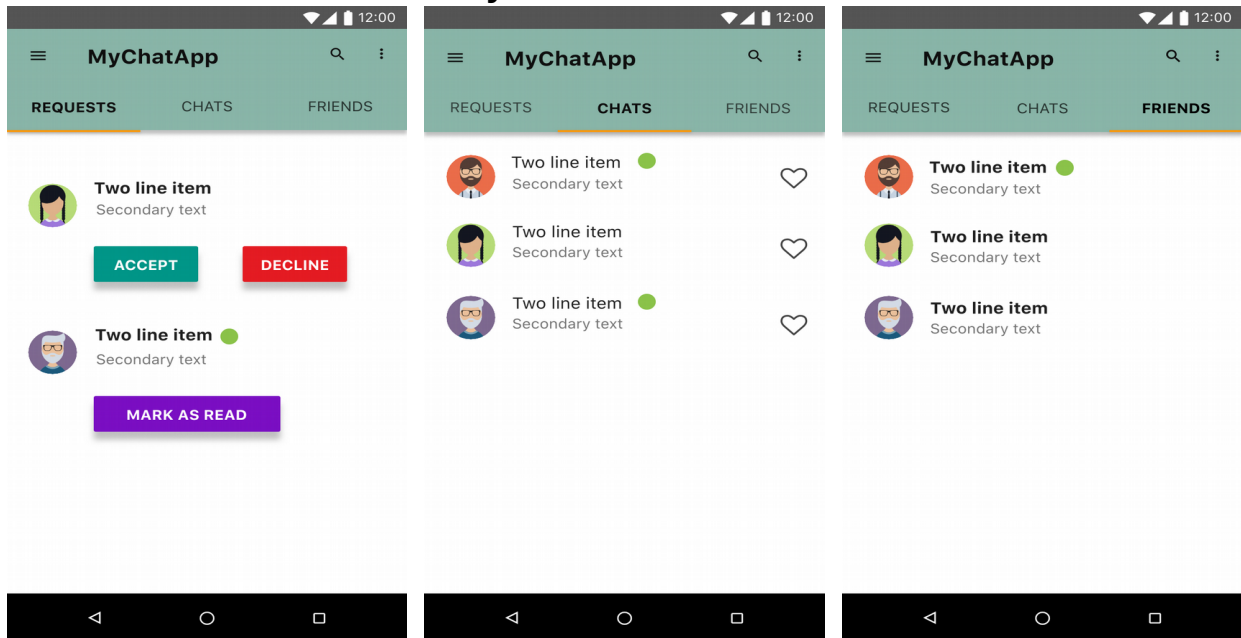 12:00
MyChatApp
REQUESTS CHATS FRIENDS
Two line item
Secondary text
ACCEPT DECLINE
Two line item
Secondary text
MARK AS READ
12:00
MyChatApp
REQUESTS CHATS FRIENDS
Two line item
Secondary text
Two line item
Secondary text
Two line item
Secondary text
12:00
MyChatApp
REQUESTS CHATS FRIENDS
Two line item
Secondary text
Two line item
Secondary text
Two line item
Secondary text